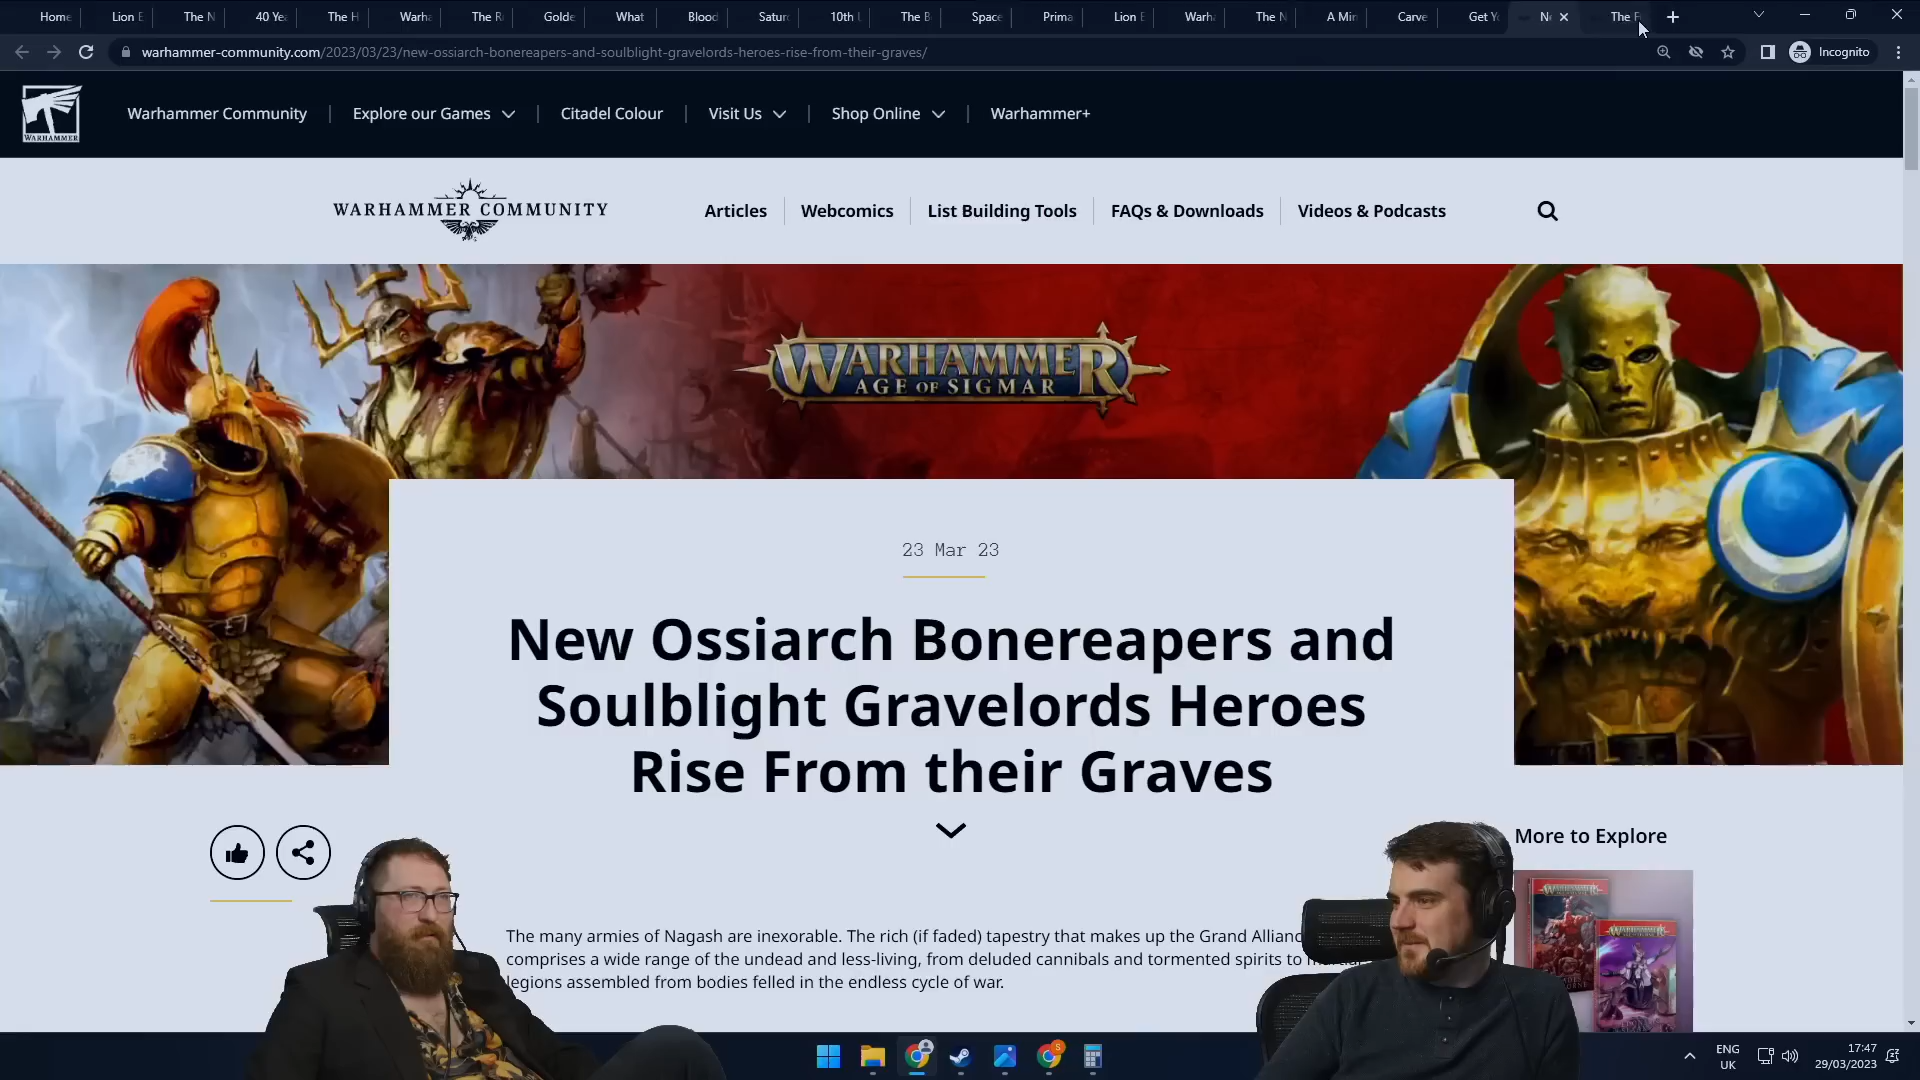 Home
Lion E
The N
40 Ye
The H
Warh
The R
Golde
What
Blood
Satur
10th
The B
Space
Prima
Lion E
Warh
The N
A Min
Carve
Get Y
N
The F
warhammer-community.com/2023/03/23/new-ossiarch-bonereapers-and-soulblight-gravelords-heroes-rise-from-their-graves/
Incognito
WARHAMMER
Warhammer Community
Explore our Games
Citadel Colour
Visit Us
Shop Online
Warhammer+
WARHAMMER COMMUNITY
Articles
Webcomics
List Building Tools
FAQs & Downloads
Videos & Podcasts
WARHAMMER
AGE OF SIGMAR
23 Mar 23
New Ossiarch Bonereapers and
Soulblight Gravelords Heroes
Rise From their Graves
More to Explore
The many armies of Nagash are inexorable. The rich (if faded) tapestry that makes up the Grand Allianc
comprises a wide range of the undead and less-living, from deluded cannibals and tormented spirits to
legions assembled from bodies felled in the endless cycle of war.
WARHAMMER
WARHAMMER
S
ENG
UK
17:47
29/03/2023